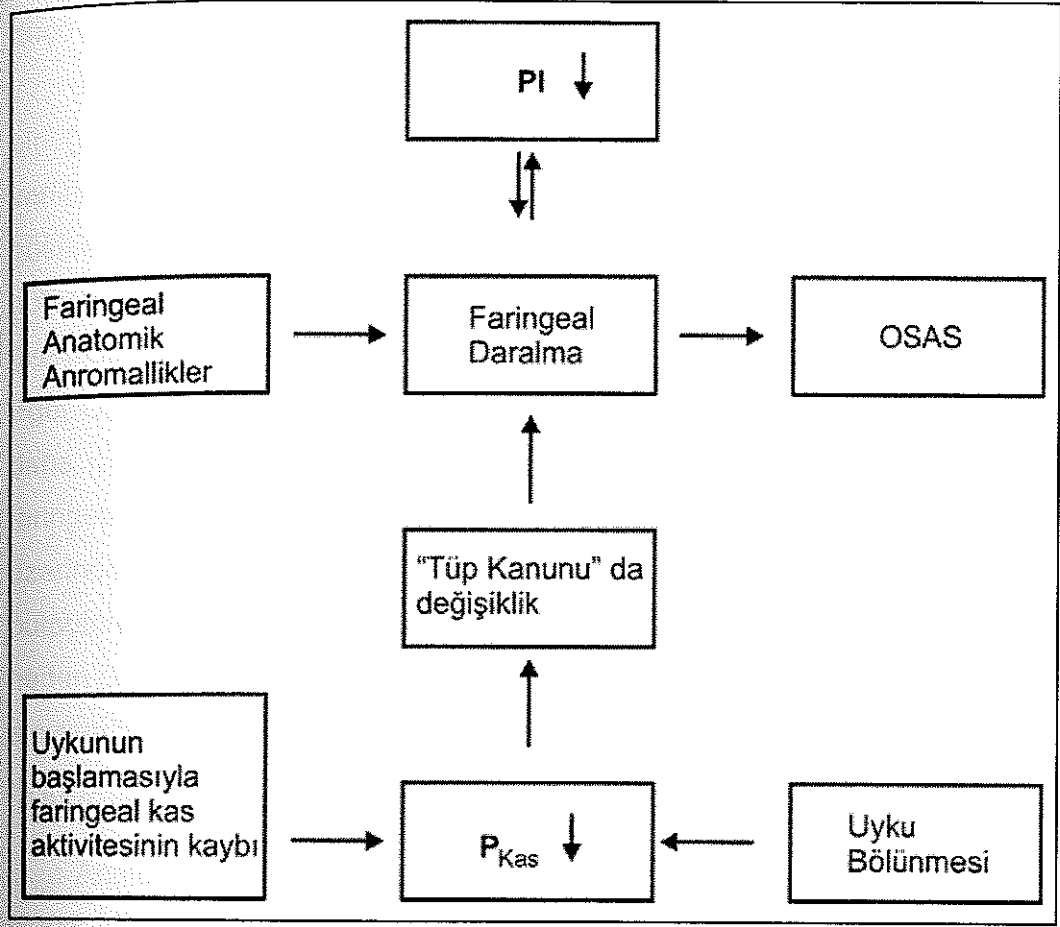 PI ↓
Faringeal
Anatomik
Anromallikler
Faringeal
Daralma
OSAS
“Tüp Kanunu” da
değişiklik
Uykunun
başlamasıyla
faringeal kas
aktivitesinin kaybı
PKas ↓
Uyku
Bölünmesi